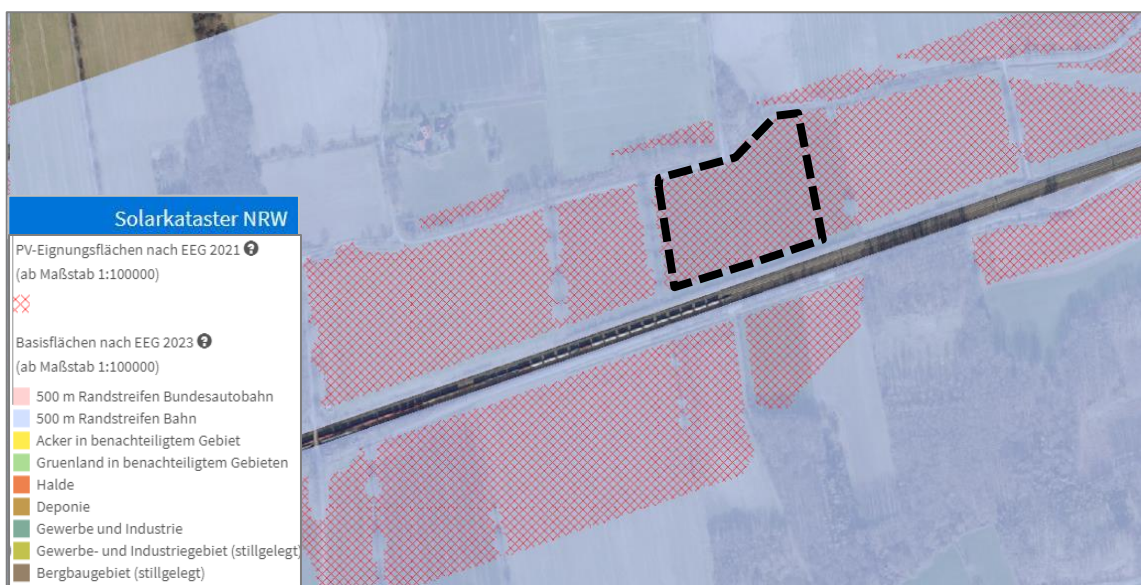 Solarkataster NRW
PV-Eignungsflächen nach EEG 2021 ?
(ab Maßstab 1:100000)
Basisflächen nach EEG 2023 ?
(ab Maßstab 1:100000)
500 m Randstreifen Bundesautobahn
500 m Randstreifen Bahn
Acker in benachteiligtem Gebiet
Gruenland in benachteiligtem Gebieten
Halde
Deponie
Gewerbe und Industrie
Gewerbe- und Industriegebiet (stillgelegt)
Bergbaugebiet (stillgelegt)